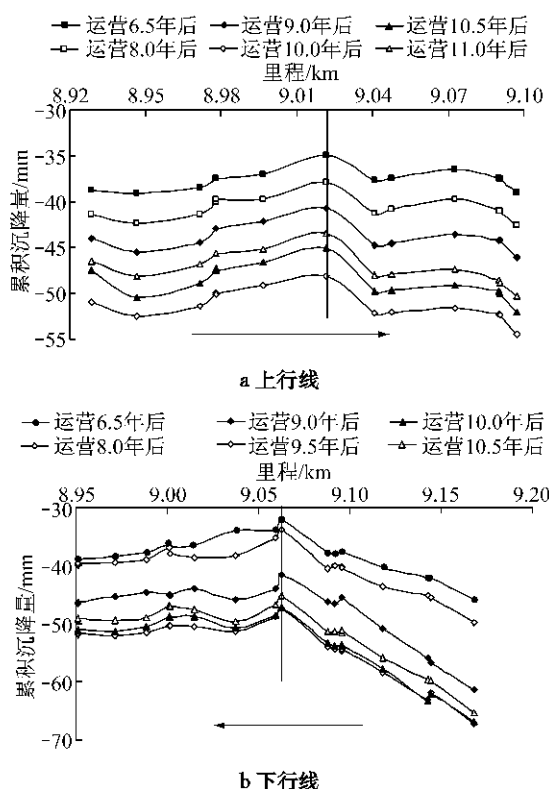 运营6.5年后 运营9.0年后 运营10.5年后
运营8.0年后 运营10.0年后 运营11.0年后
里程/km
8.92 8.95 8.98 9.01 9.04 9.07 9.10
-30
-35
-40
-45
-50
-55
累积沉降量/mm
a 上行线
运营6.5年后 运营9.0年后 运营10.0年后
运营8.0年后 运营9.5年后 运营10.5年后
里程/km
8.95 9.00 9.06 9.10 9.15 9.20
-30
-40
-50
-60
-70
累积沉降量/mm
b 下行线